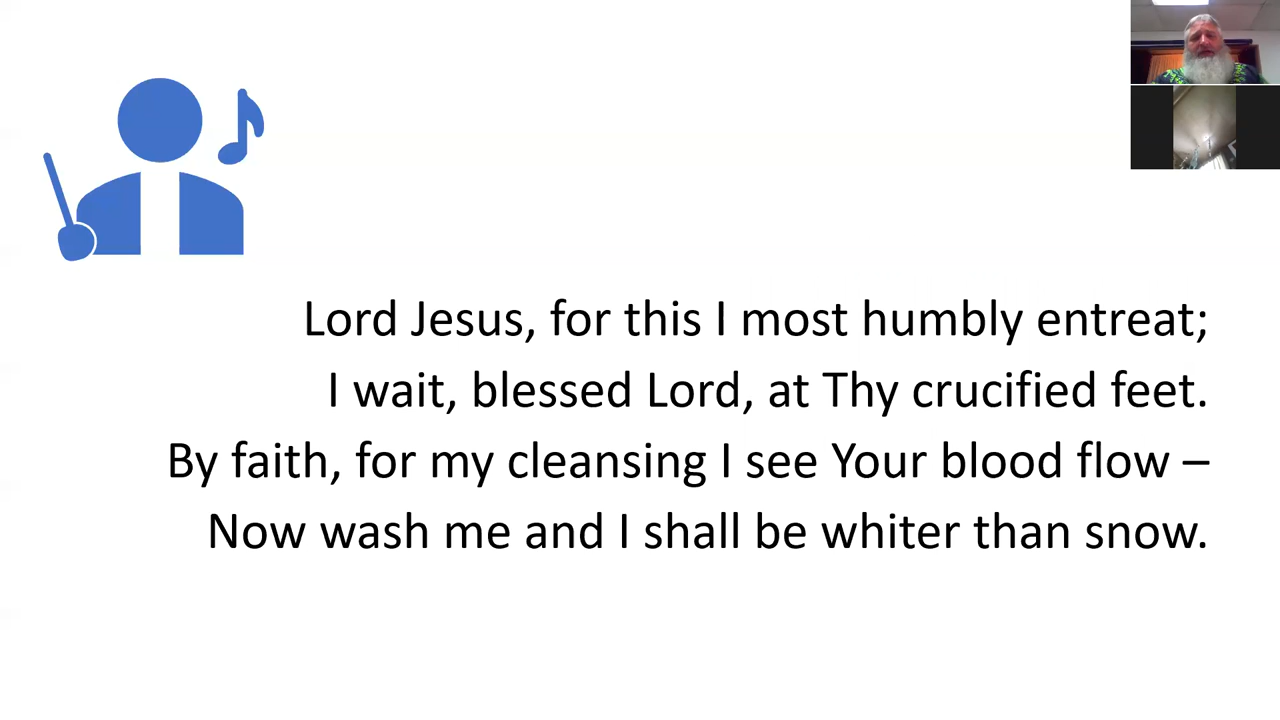 Lord Jesus, for this I most humbly entreat;
I wait, blessed Lord, at Thy crucified feet.
By faith, for my cleansing I see Your blood flow –
Now wash me and I shall be whiter than snow.